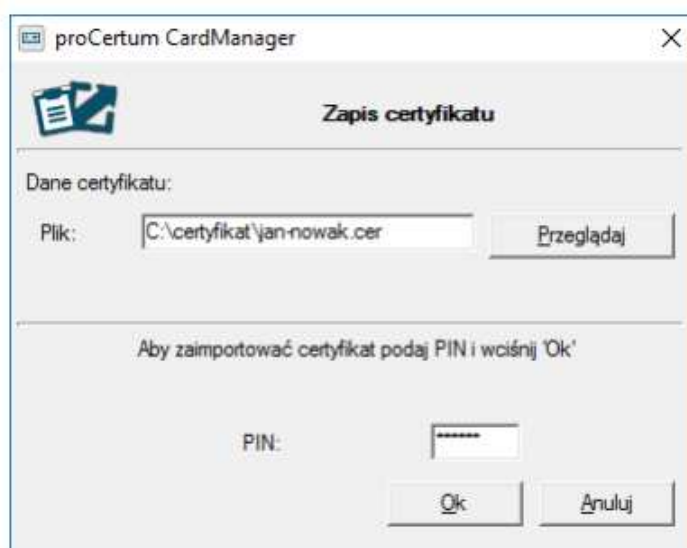 proCertum CardManager
Zapis certyfikatu
Dane certyfikatu:
Plik: C:\certyfikat\jan-nowak.cer Przeglądaj
Aby zaimportować certyfikat podaj PIN i wciśnij 'Ok'
PIN: ******
Ok Anuluj